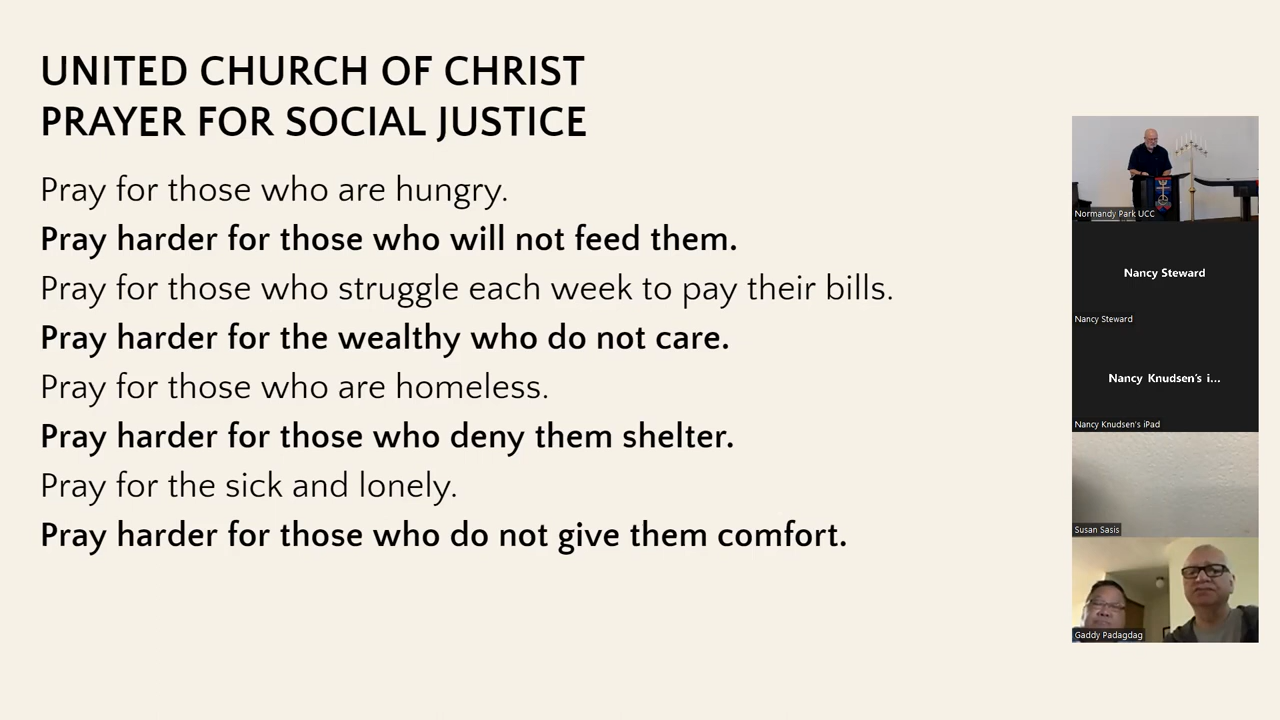 UNITED CHURCH OF CHRIST
PRAYER FOR SOCIAL JUSTICE
Pray for those who are hungry.
Pray harder for those who will not feed them.
Pray for those who struggle each week to pay their bills.
Pray harder for the wealthy who do not care.
Pray for those who are homeless.
Pray harder for those who deny them shelter.
Pray for the sick and lonely.
Pray harder for those who do not give them comfort.
Normandy Park UCC
Nancy Steward
Nancy Steward
Nancy Knudsen's i...
Nancy Knudsen's iPad
Susan Sasis
Gaddy Padagdag